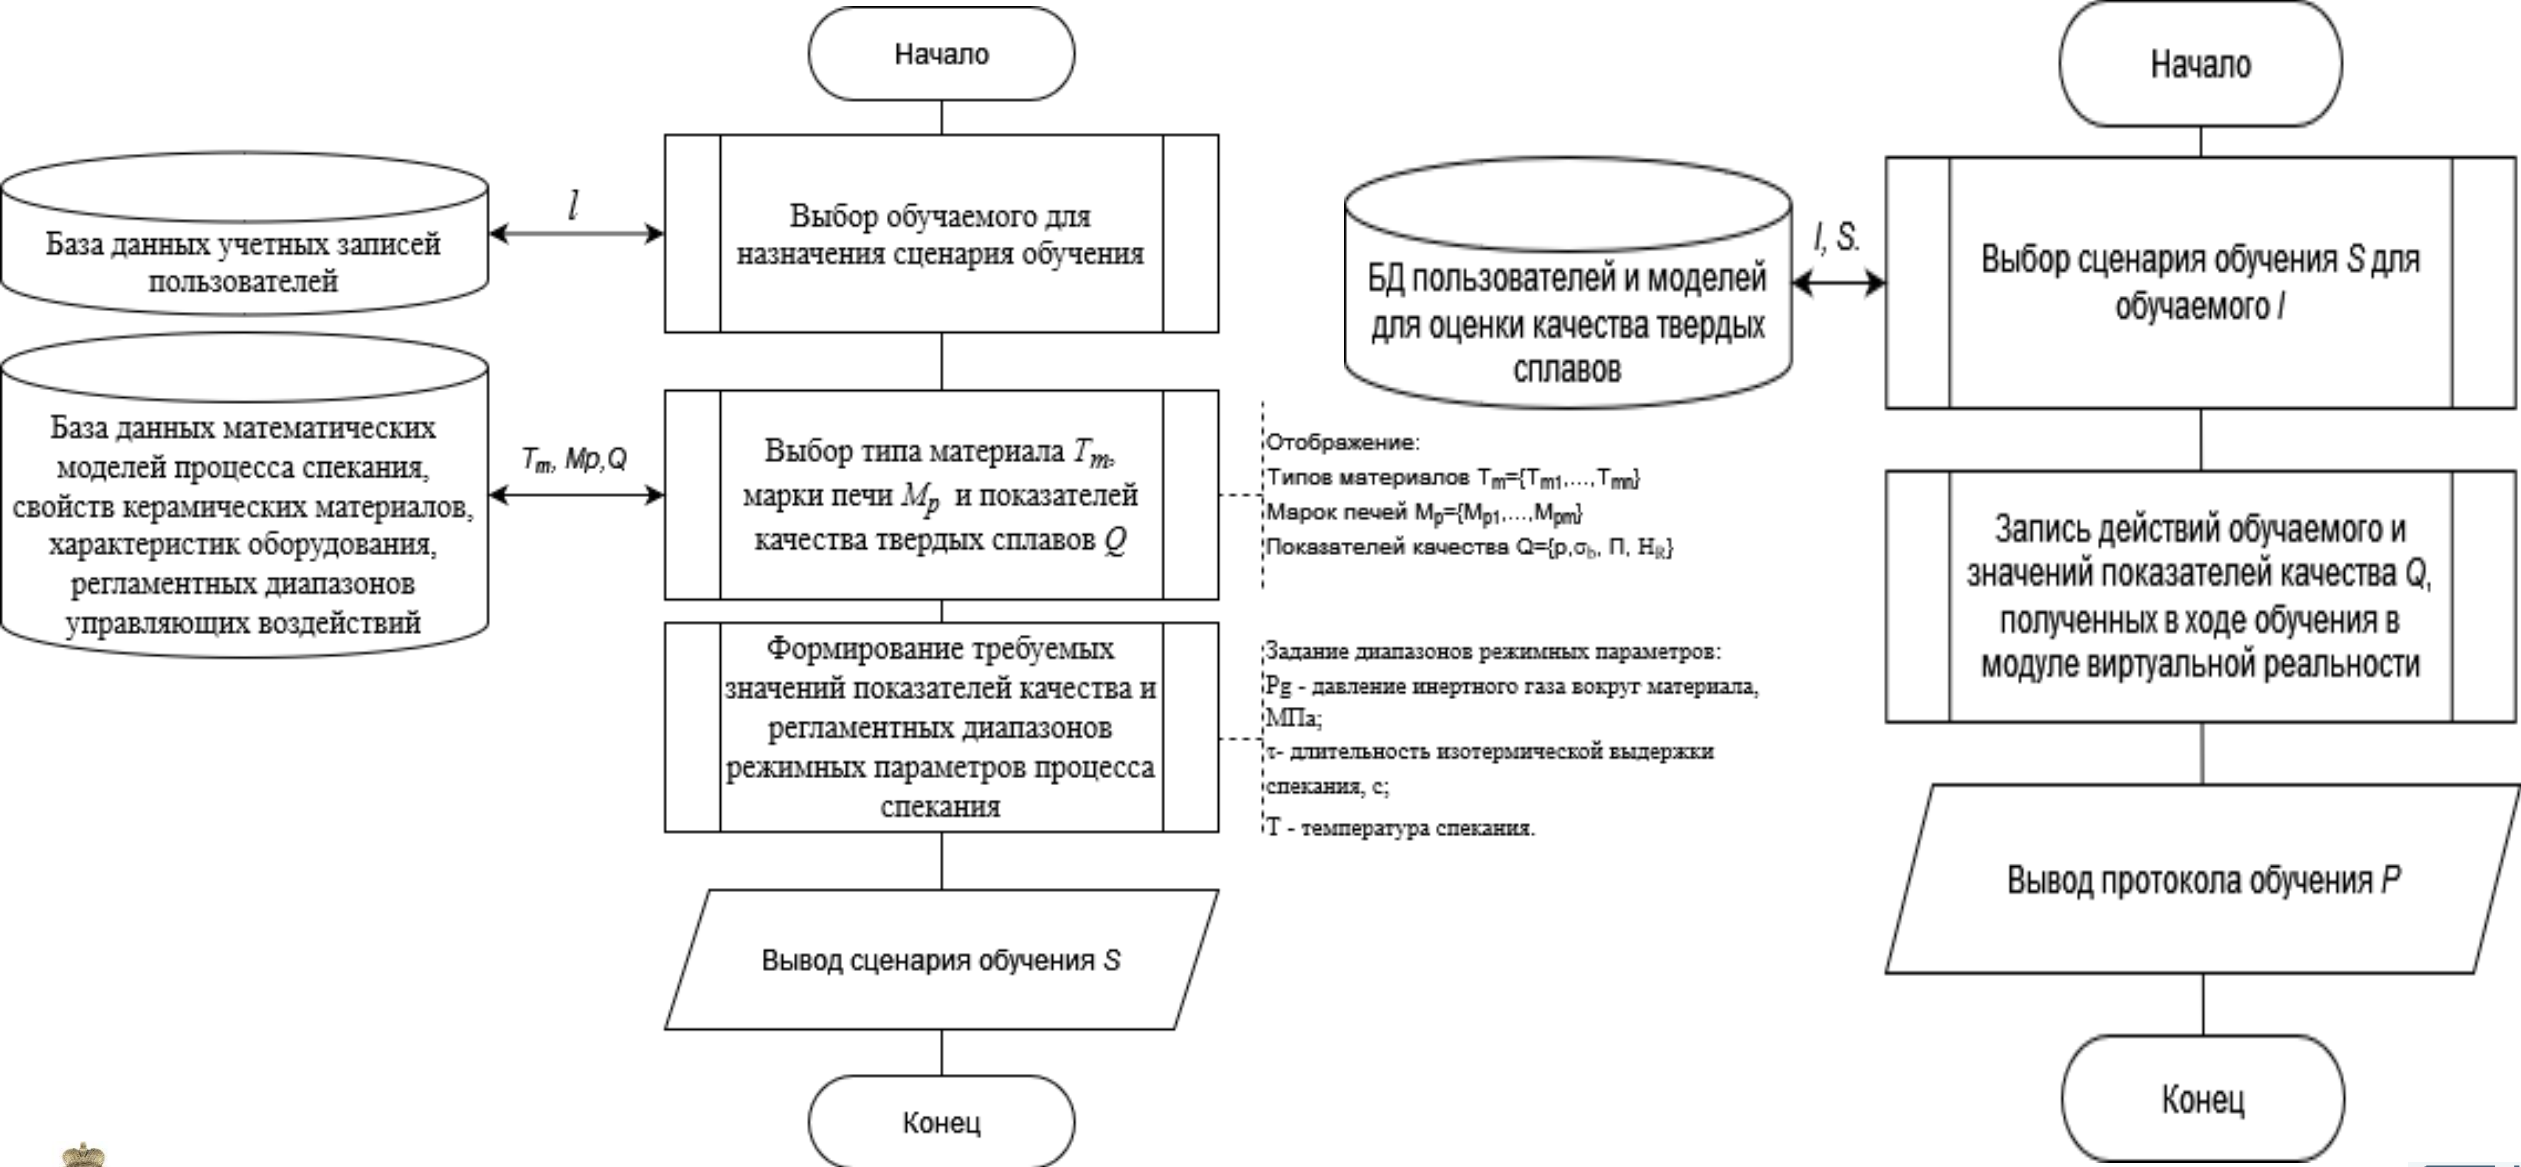 Начало
База данных учетных записей
пользователей
l
Выбор обучаемого для
назначения сценария обучения
База данных математических
моделей процесса спекания,
свойств керамических материалов,
характеристик оборудования,
регламентных диапазонов
управляющих воздействий
Tm, Mp,Q
Выбор типа материала Tm,
марки печи Mp и показателей
качества твердых сплавов Q
Отображение:
Типов материалов Tm={Tm1,...,Tmn}
Марок печей Mp={Mp1,...,Mpm}
Показателей качества Q={p,σb, П, HR}
Формирование требуемых
значений показателей качества и
регламентных диапазонов
режимных параметров процесса
спекания
Задание диапазонов режимных параметров:
Pg - давление инертного газа вокруг материала,
МПа;
τ- длительность изотермической выдержки
спекания, с;
T - температура спекания.
Вывод сценария обучения S
Конец
Начало
БД пользователей и моделей
для оценки качества твердых
сплавов
l, S.
Выбор сценария обучения S для
обучаемого l
Запись действий обучаемого и
значений показателей качества Q,
полученных в ходе обучения в
модуле виртуальной реальности
Вывод протокола обучения P
Конец